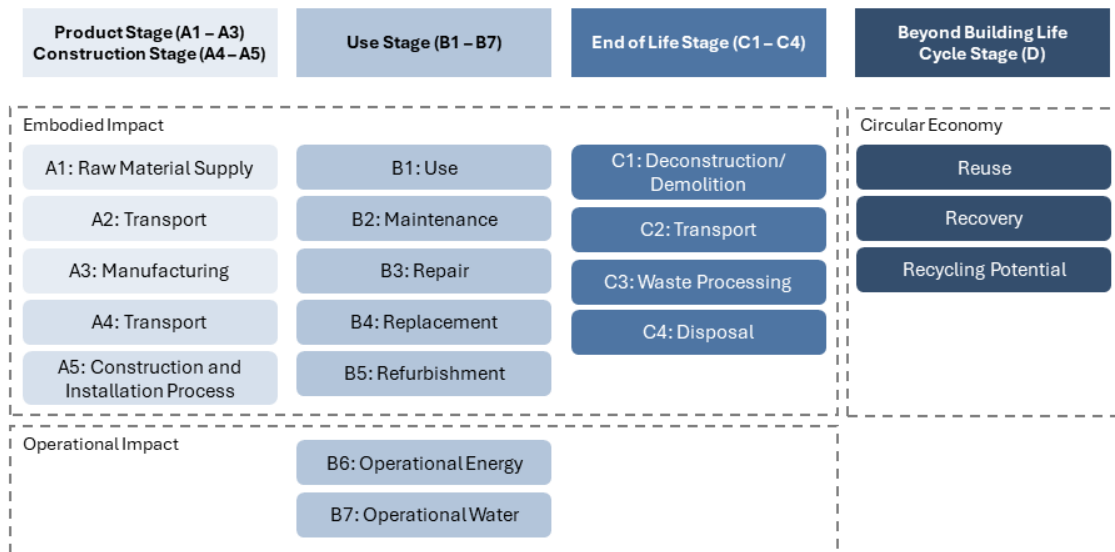 Product Stage (A1 – A3)
Construction Stage (A4 – A5)
Use Stage (B1 – B7)
End of Life Stage (C1 – C4)
Beyond Building Life
Cycle Stage (D)
Embodied Impact
A1: Raw Material Supply
A2: Transport
A3: Manufacturing
A4: Transport
A5: Construction and
Installation Process
B1: Use
B2: Maintenance
B3: Repair
B4: Replacement
B5: Refurbishment
C1: Deconstruction/
Demolition
C2: Transport
C3: Waste Processing
C4: Disposal
Circular Economy
Reuse
Recovery
Recycling Potential
Operational Impact
B6: Operational Energy
B7: Operational Water